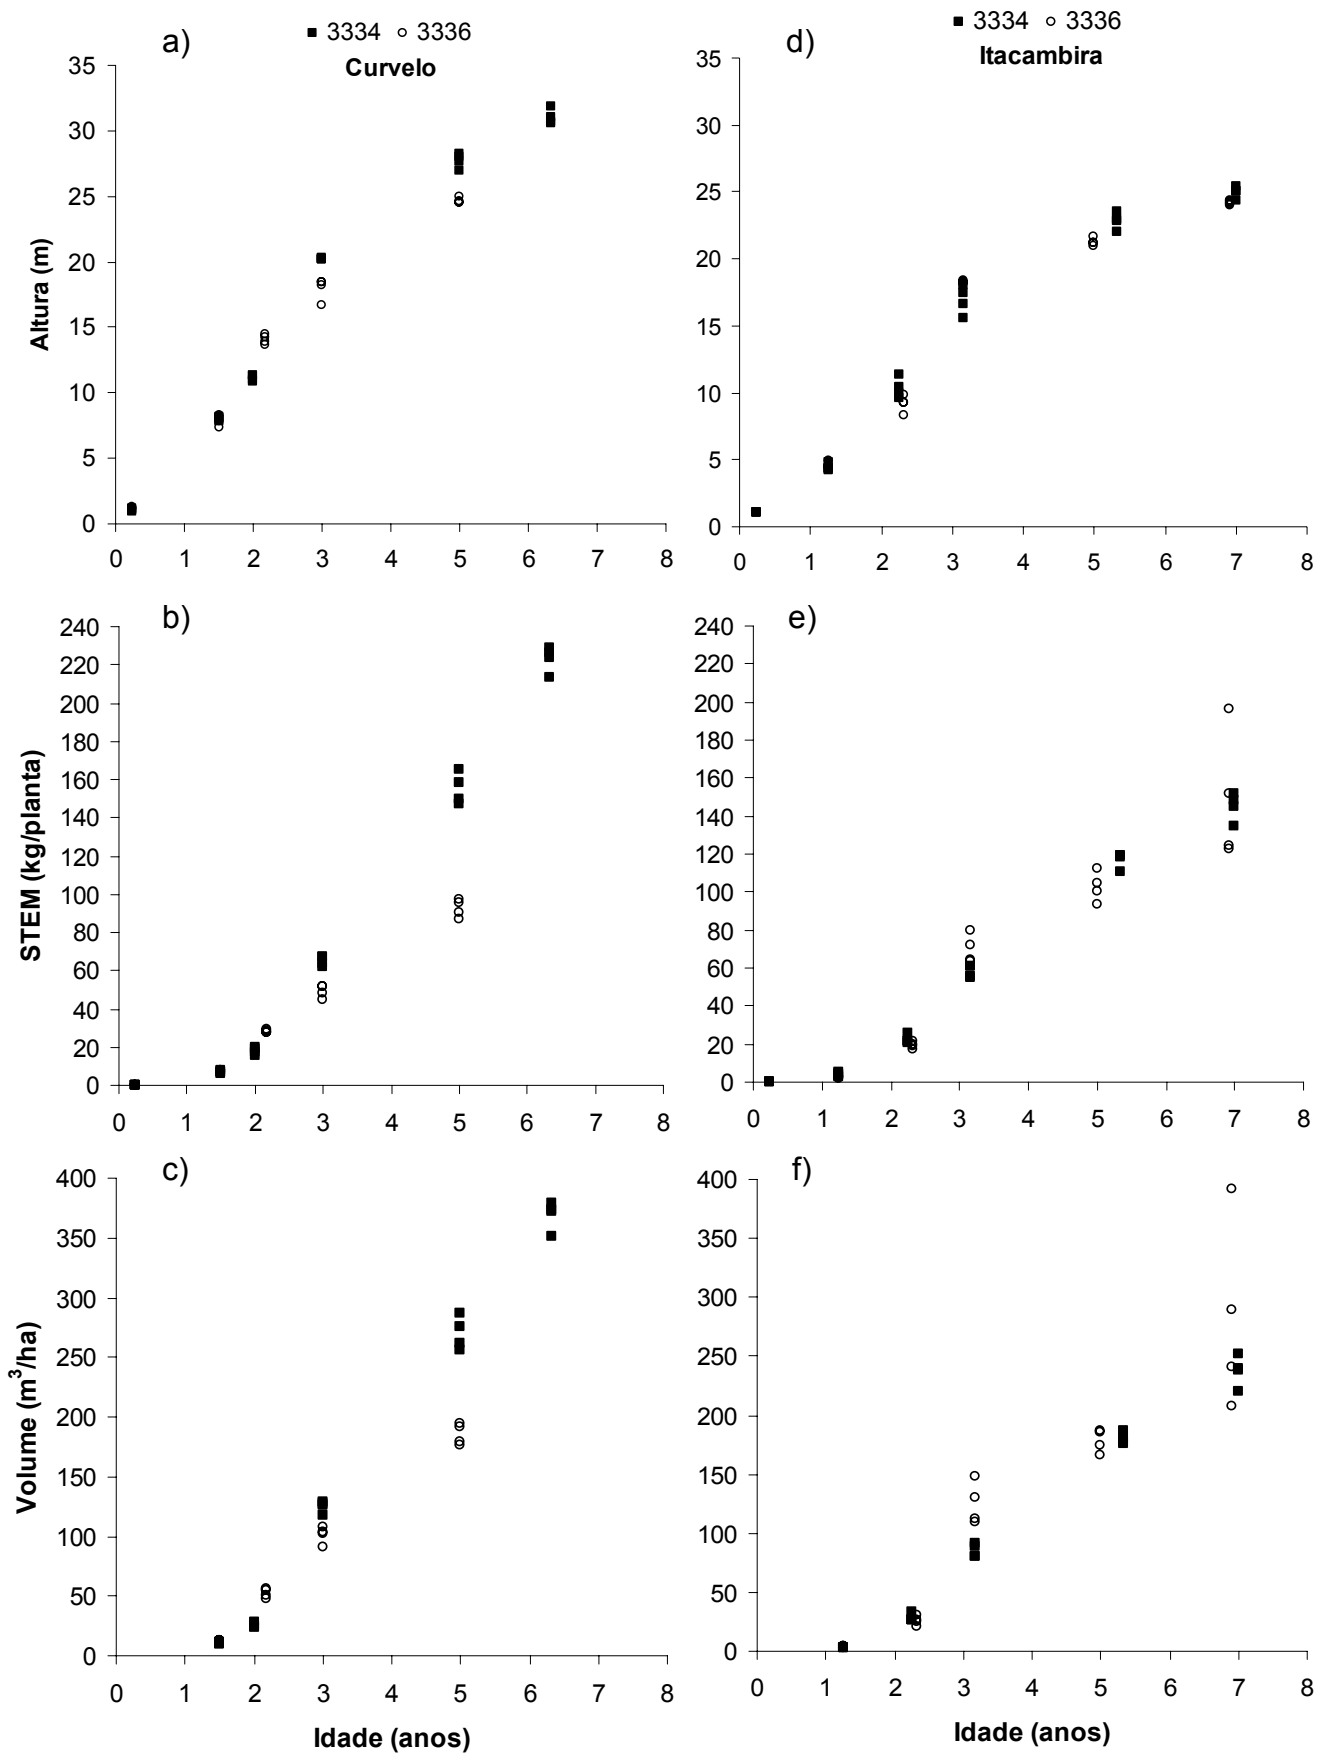 a)
■ 3334 ○ 3336
Curvelo
35
30
25
20
15
10
5
0
Altura (m)
0 1 2 3 4 5 6 7 8
d)
■ 3334 ○ 3336
Itacambira
35
30
25
20
15
10
5
0
0 1 2 3 4 5 6 7 8
b)
240
220
200
180
160
140
120
100
80
60
40
20
0
STEM (kg/planta)
0 1 2 3 4 5 6 7 8
e)
240
220
200
180
160
140
120
100
80
60
40
20
0
0 1 2 3 4 5 6 7 8
c)
400
350
300
250
200
150
100
50
0
Volume (m³/ha)
0 1 2 3 4 5 6 7 8
Idade (anos)
f)
400
350
300
250
200
150
100
50
0
0 1 2 3 4 5 6 7 8
Idade (anos)